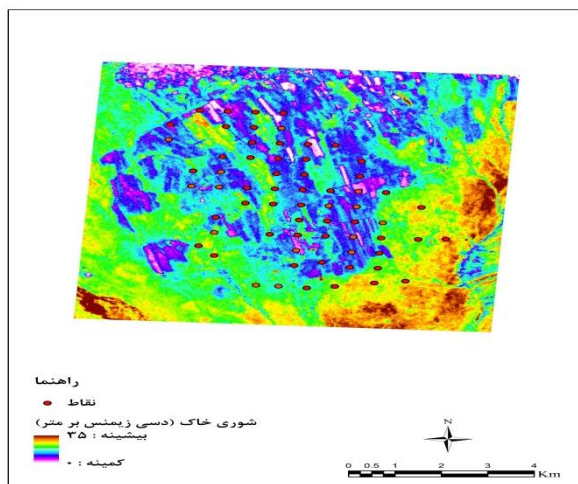 راهنما
نقاط
شوری خاک (دسی زیمنس بر متر)
بیشینه : ۳۵
کمینه : ۰
N
0 0.5 1 2 3 4
Km